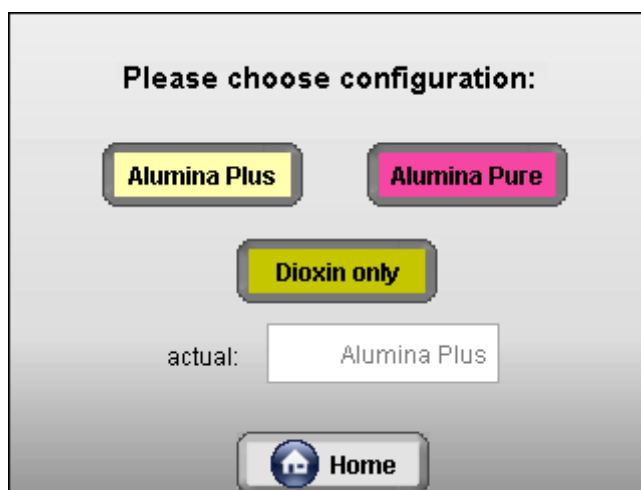 Please choose configuration:
Alumina Plus
Alumina Pure
Dioxin only
actual: Alumina Plus
Home